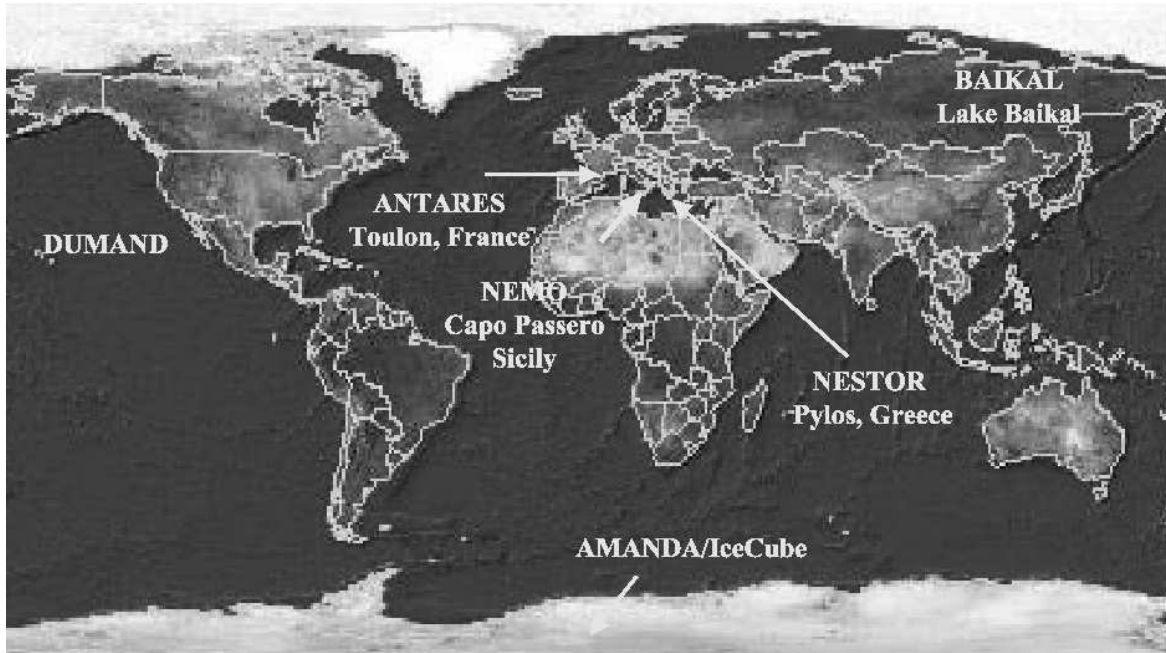 BAIKAL
Lake Baikal
ANTARES
Toulon, France
DUMAND
NEMO
Capo Passero
Sicily
NESTOR
Pylos, Greece
AMANDA/IceCube